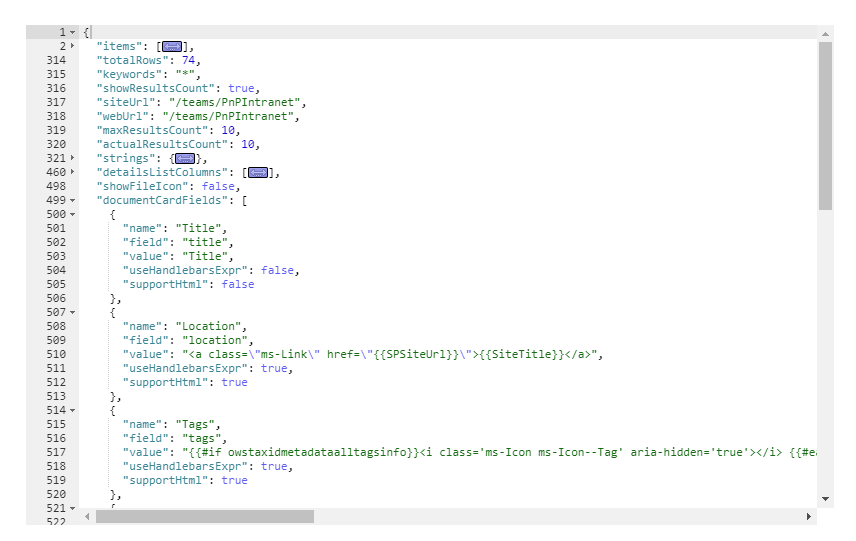 1 {
2 "items": [<-->],
314 "totalRows": 74,
315 "keywords": "*",
316 "showResultsCount": true,
317 "siteUrl": "/teams/PnPIntranet",
318 "webUrl": "/teams/PnPIntranet",
319 "maxResultsCount": 10,
320 "actualResultsCount": 10,
321 "strings": {<-->},
460 "detailsListColumns": [<-->],
498 "showFileIcon": false,
499 "documentCardFields": [
500 {
501 "name": "Title",
502 "field": "title",
503 "value": "Title",
504 "useHandlebarsExpr": false,
505 "supportHtml": false
506 },
507 {
508 "name": "Location",
509 "field": "location",
510 "value": "<a class=\"ms-Link\" href=\"{{SPSiteUrl}}\">{{SiteTitle}}</a>",
511 "useHandlebarsExpr": true,
512 "supportHtml": true
513 },
514 {
515 "name": "Tags",
516 "field": "tags",
517 "value": "{{#if owstaxidmetadataalltagsinfo}}<i class='ms-Icon ms-Icon--Tag' aria-hidden='true'></i> {{#ea
518 "useHandlebarsExpr": true,
519 "supportHtml": true
520 },
521 {
522